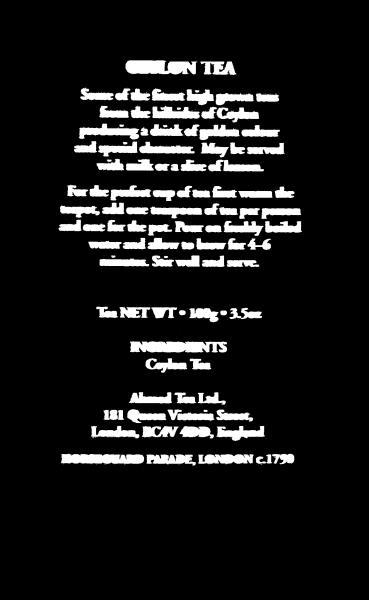 CEYLON TEA
Some of the finest high grown teas
from the hillsides of Ceylon
producing a drink of golden colour
and special character. May be served
with milk or a slice of lemon.
For the perfect cup of tea first warm the
teapot, add one teaspoon of tea per person
and one for the pot. Pour on freshly boiled
water and allow to brew for 4-6
minutes. Stir well and serve.
Tea NET WT • 100g • 3.5oz
INGREDIENTS
Ceylon Tea
Ahmad Tea Ltd.,
181 Queen Victoria Street,
London, EC4V 4DD, England
HORSEGUARD PARADE, LONDON c.1790